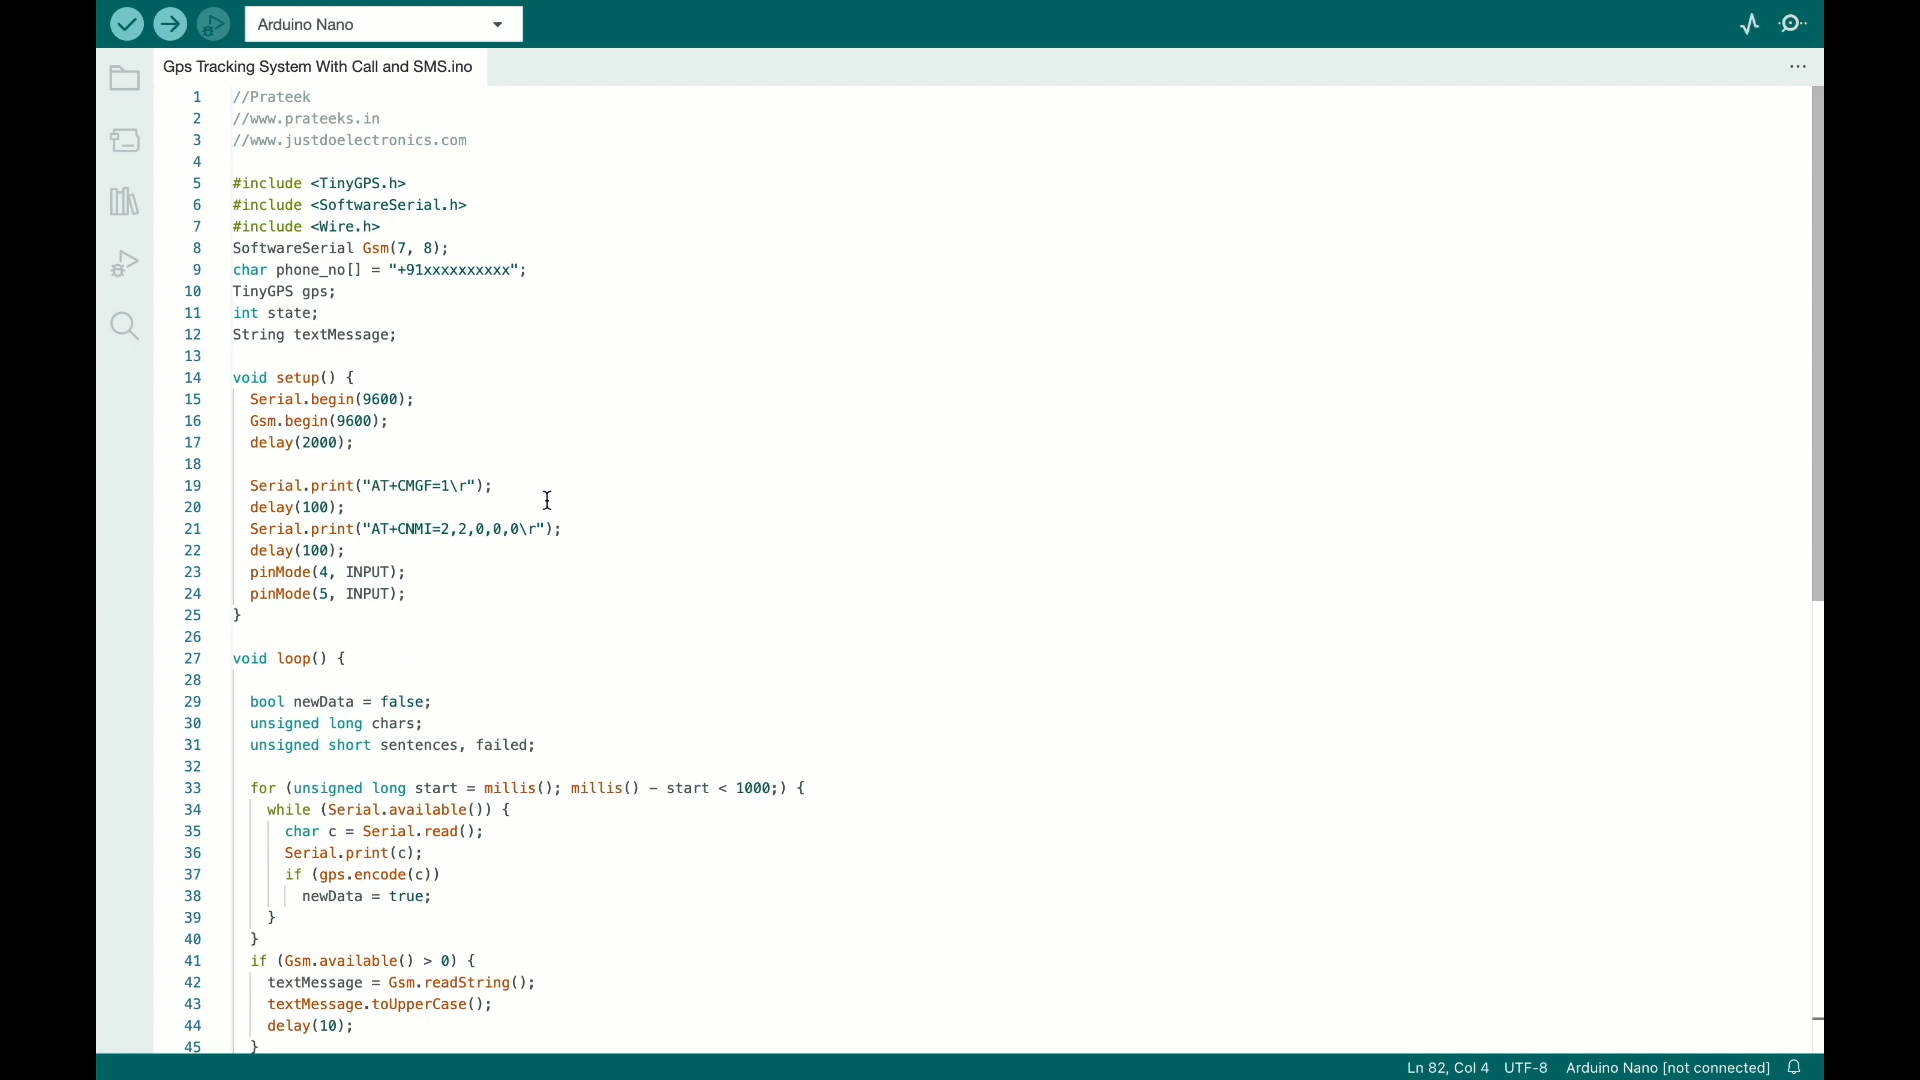 Arduino Nano
Gps Tracking System With Call and SMS.ino
1 //Prateek
2 //www.prateeks.in
3 //www.justdoelectronics.com
4
5 #include <TinyGPS.h>
6 #include <SoftwareSerial.h>
7 #include <Wire.h>
8 SoftwareSerial Gsm(7, 8);
9 char phone_no[] = "+91xxxxxxxxxx";
10 TinyGPS gps;
11 int state;
12 String textMessage;
13
14 void setup() {
15 Serial.begin(9600);
16 Gsm.begin(9600);
17 delay(2000);
18
19 Serial.print("AT+CMGF=1\r");
20 delay(100);
21 Serial.print("AT+CNMI=2,2,0,0,0\r");
22 delay(100);
23 pinMode(4, INPUT);
24 pinMode(5, INPUT);
25 }
26
27 void loop() {
28
29 bool newData = false;
30 unsigned long chars;
31 unsigned short sentences, failed;
32
33 for (unsigned long start = millis(); millis() - start < 1000;) {
34 while (Serial.available()) {
35 char c = Serial.read();
36 Serial.print(c);
37 if (gps.encode(c))
38 newData = true;
39 }
40 }
41 if (Gsm.available() > 0) {
42 textMessage = Gsm.readString();
43 textMessage.toUpperCase();
44 delay(10);
45 }
Ln 82, Col 4 UTF-8 Arduino Nano [not connected]